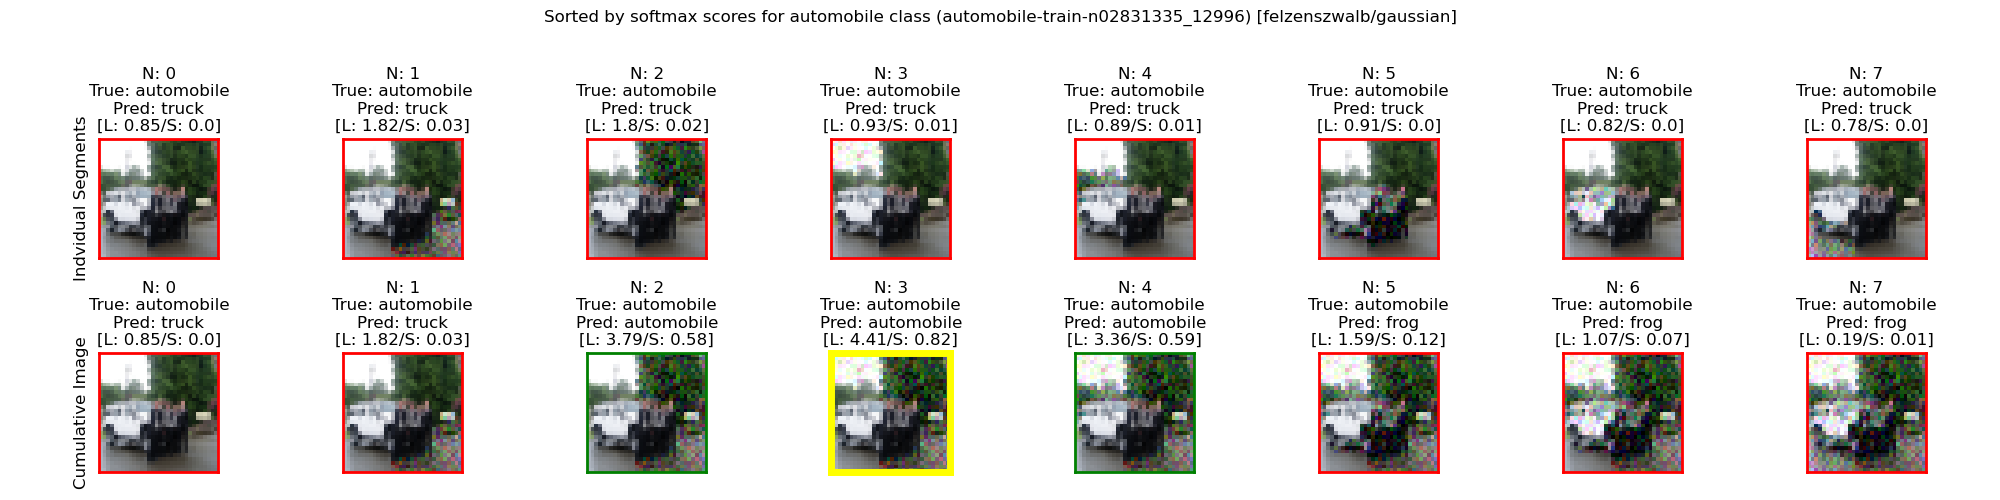 Sorted by softmax scores for automobile class (automobile-train-n02831335_12996) [felzenszwalb/gaussian]
Indvidual Segments
N: 0
True: automobile
Pred: truck
[L: 0.85/S: 0.0]
N: 1
True: automobile
Pred: truck
[L: 1.82/S: 0.03]
N: 2
True: automobile
Pred: truck
[L: 1.8/S: 0.02]
N: 3
True: automobile
Pred: truck
[L: 0.93/S: 0.01]
N: 4
True: automobile
Pred: truck
[L: 0.89/S: 0.01]
N: 5
True: automobile
Pred: truck
[L: 0.91/S: 0.0]
N: 6
True: automobile
Pred: truck
[L: 0.82/S: 0.0]
N: 7
True: automobile
Pred: truck
[L: 0.78/S: 0.0]
Cumulative Image
N: 0
True: automobile
Pred: truck
[L: 0.85/S: 0.0]
N: 1
True: automobile
Pred: truck
[L: 1.82/S: 0.03]
N: 2
True: automobile
Pred: automobile
[L: 3.79/S: 0.58]
N: 3
True: automobile
Pred: automobile
[L: 4.41/S: 0.82]
N: 4
True: automobile
Pred: automobile
[L: 3.36/S: 0.59]
N: 5
True: automobile
Pred: frog
[L: 1.59/S: 0.12]
N: 6
True: automobile
Pred: frog
[L: 1.07/S: 0.07]
N: 7
True: automobile
Pred: frog
[L: 0.19/S: 0.01]